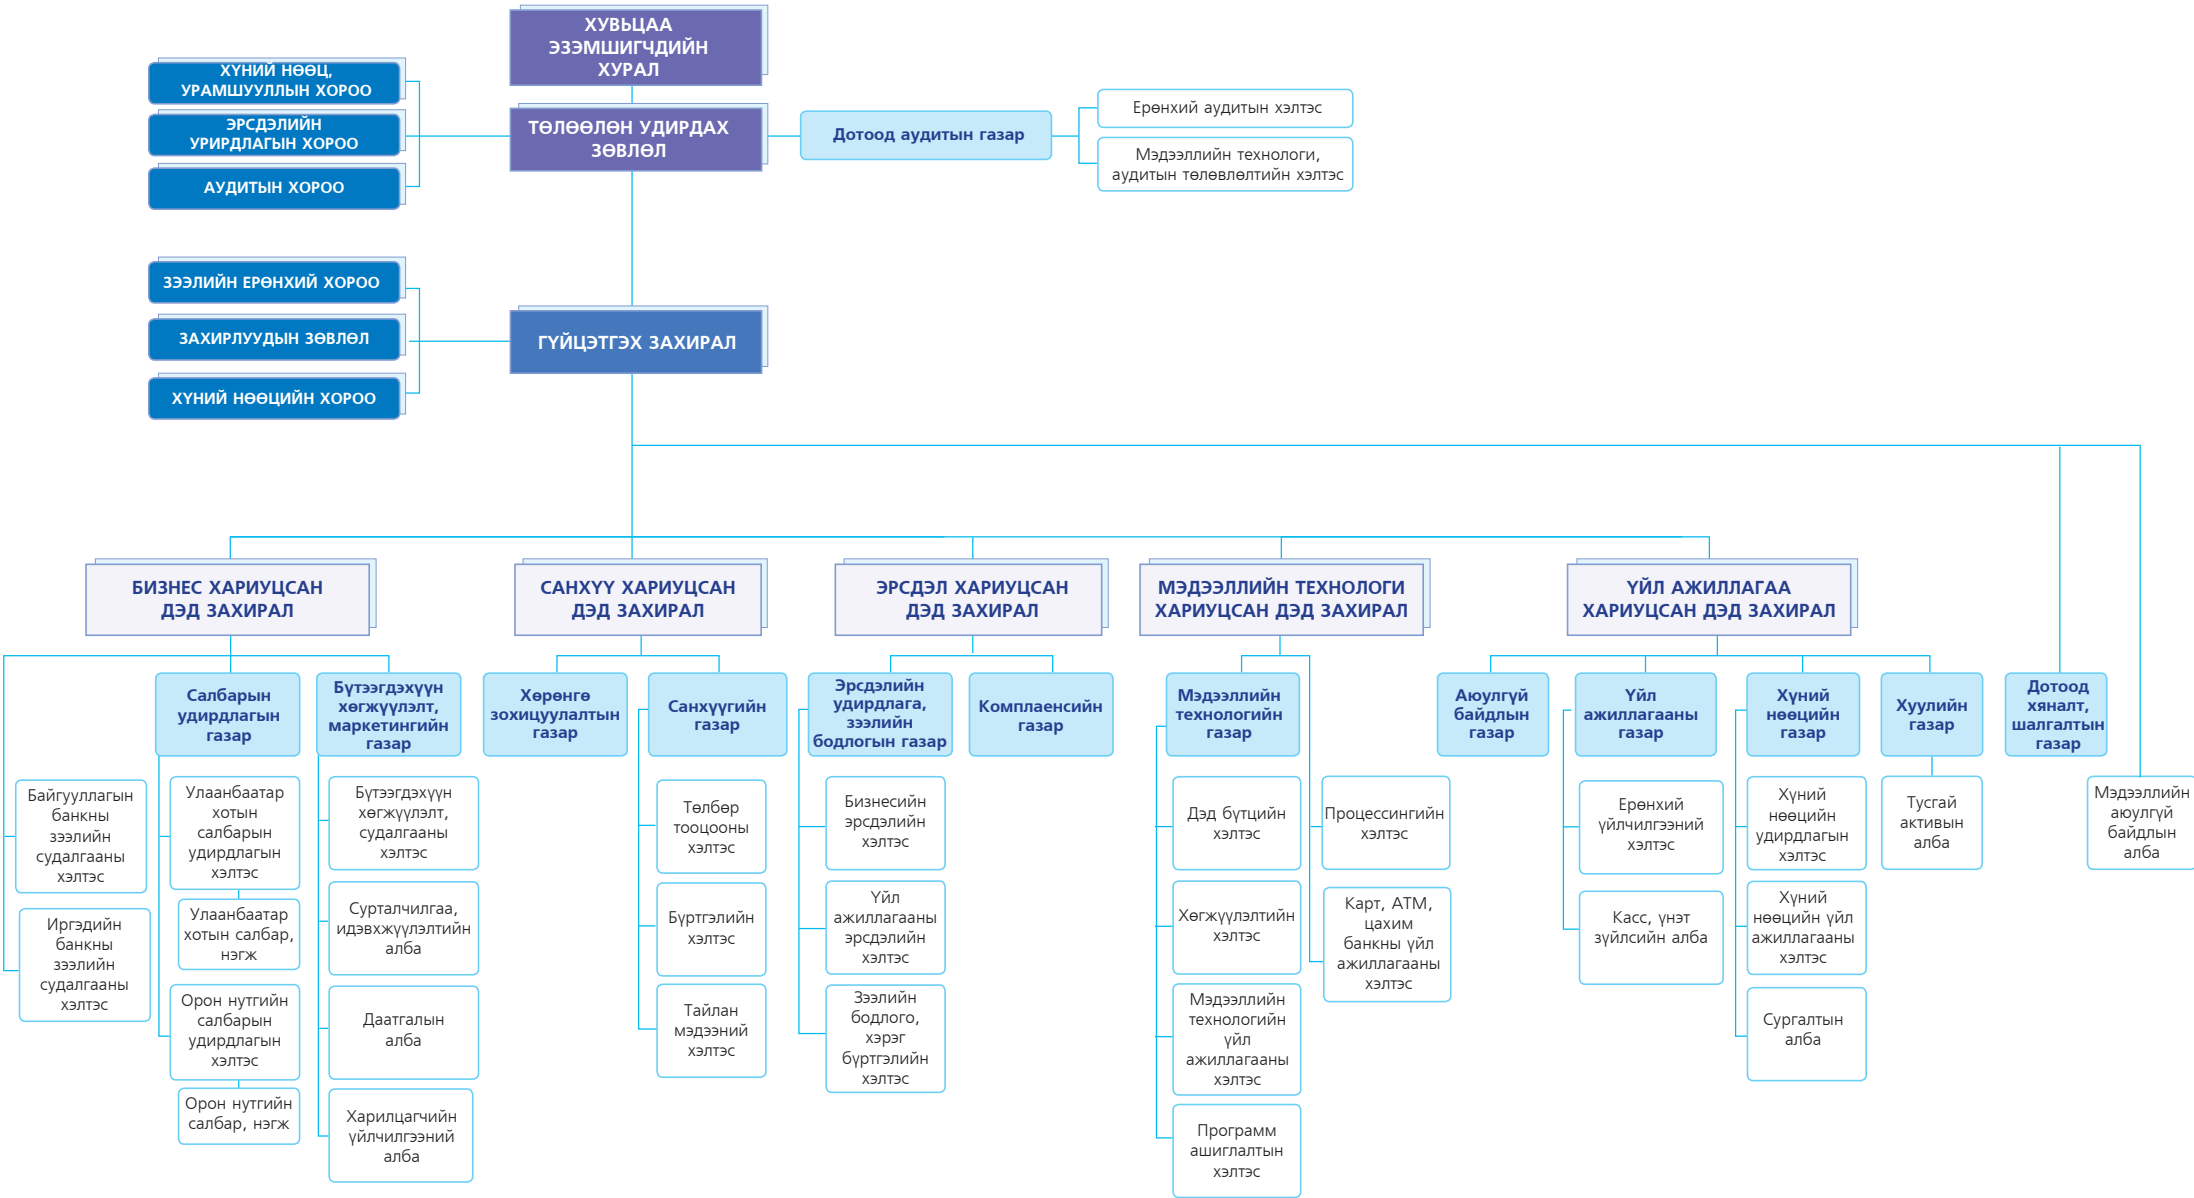 ХУВЬЦАА
ЭЗЭМШИГЧДИЙН
ХУРАЛ
ХҮНИЙ НӨӨЦ,
УРАМШУУЛЛЫН ХОРОО
ЭРСДЭЛИЙН
УРИРДЛАГЫН ХОРОО
АУДИТЫН ХОРОО
ТӨЛӨӨЛӨН УДИРДАХ
ЗӨВЛӨЛ
Дотоод аудитын газар
Ерөнхий аудитын хэлтэс
Мэдээллийн технологи,
аудитын төлөвлөлтийн хэлтэс
ЗЭЭЛИЙН ЕРӨНХИЙ ХОРОО
ЗАХИРЛУУДЫН ЗӨВЛӨЛ
ХҮНИЙ НӨӨЦИЙН ХОРОО
ГҮЙЦЭТГЭХ ЗАХИРАЛ
БИЗНЕС ХАРИУЦСАН
ДЭД ЗАХИРАЛ
САНХҮҮ ХАРИУЦСАН
ДЭД ЗАХИРАЛ
ЭРСДЭЛ ХАРИУЦСАН
ДЭД ЗАХИРАЛ
МЭДЭЭЛЛИЙН ТЕХНОЛОГИ
ХАРИУЦСАН ДЭД ЗАХИРАЛ
ҮЙЛ АЖИЛЛАГАА
ХАРИУЦСАН ДЭД ЗАХИРАЛ
Салбарын
удирдлагын
газар
Бүтээгдэхүүн
хөгжүүлэлт,
маркетингийн
газар
Хөрөнгө
зохицуулалтын
газар
Санхүүгийн
газар
Эрсдэлийн
удирдлага,
зээлийн
бодлогын газар
Комплаенсийн
газар
Мэдээллийн
технологийн
газар
Аюулгүй
байдлын
газар
Үйл
ажиллагааны
газар
Хүний
нөөцийн
газар
Хуулийн
газар
Дотоод
хяналт,
шалгалтын
газар
Байгууллагын
банкны
зээлийн
судалгааны
хэлтэс
Иргэдийн
банкны
зээлийн
судалгааны
хэлтэс
Улаанбаатар
хотын
салбарын
удирдлагын
хэлтэс
Улаанбаатар
хотын салбар,
нэгж
Орон нутгийн
салбарын
удирдлагын
хэлтэс
Орон нутгийн
салбар, нэгж
Бүтээгдэхүүн
хөгжүүлэлт,
судалгааны
хэлтэс
Сурталчилгаа,
идэвхжүүлэлтийн
алба
Даатгалын
алба
Харилцагчийн
үйлчилгээний
алба
Төлбөр
тооцооны
хэлтэс
Бүртгэлийн
хэлтэс
Тайлан
мэдээний
хэлтэс
Бизнесийн
эрсдэлийн
хэлтэс
Үйл
ажиллагааны
эрсдэлийн
хэлтэс
Зээлийн
бодлого,
хэрэг
бүртгэлийн
хэлтэс
Дэд бүтцийн
хэлтэс
Хөгжүүлэлтийн
хэлтэс
Мэдээллийн
технологийн
үйл
ажиллагааны
хэлтэс
Программ
ашиглалтын
хэлтэс
Процессингийн
хэлтэс
Карт, АТМ,
цахим
банкны үйл
ажиллагааны
хэлтэс
Ерөнхий
үйлчилгээний
хэлтэс
Касс, үнэт
зүйлсийн алба
Хүний
нөөцийн
удирдлагын
хэлтэс
Хүний
нөөцийн үйл
ажиллагааны
хэлтэс
Сургалтын
алба
Тусгай
активын
алба
Мэдээллийн
аюулгүй
байдлын
алба